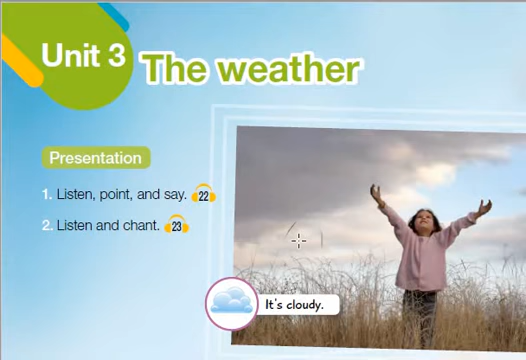 Unit 3
The weather
Presentation
1. Listen, point, and say. 22
2. Listen and chant. 23
It's cloudy.